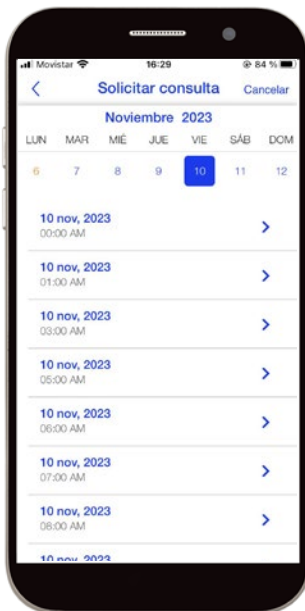 Movistar 16:29 84 %
Solicitar consulta Cancelar
Noviembre 2023
LUN MAR MIÉ JUE VIE SÁB DOM
6 7 8 9 10 11 12
10 nov, 2023
00:00 AM
10 nov, 2023
01:00 AM
10 nov, 2023
03:00 AM
10 nov, 2023
05:00 AM
10 nov, 2023
06:00 AM
10 nov, 2023
07:00 AM
10 nov, 2023
08:00 AM
10 nov, 2023